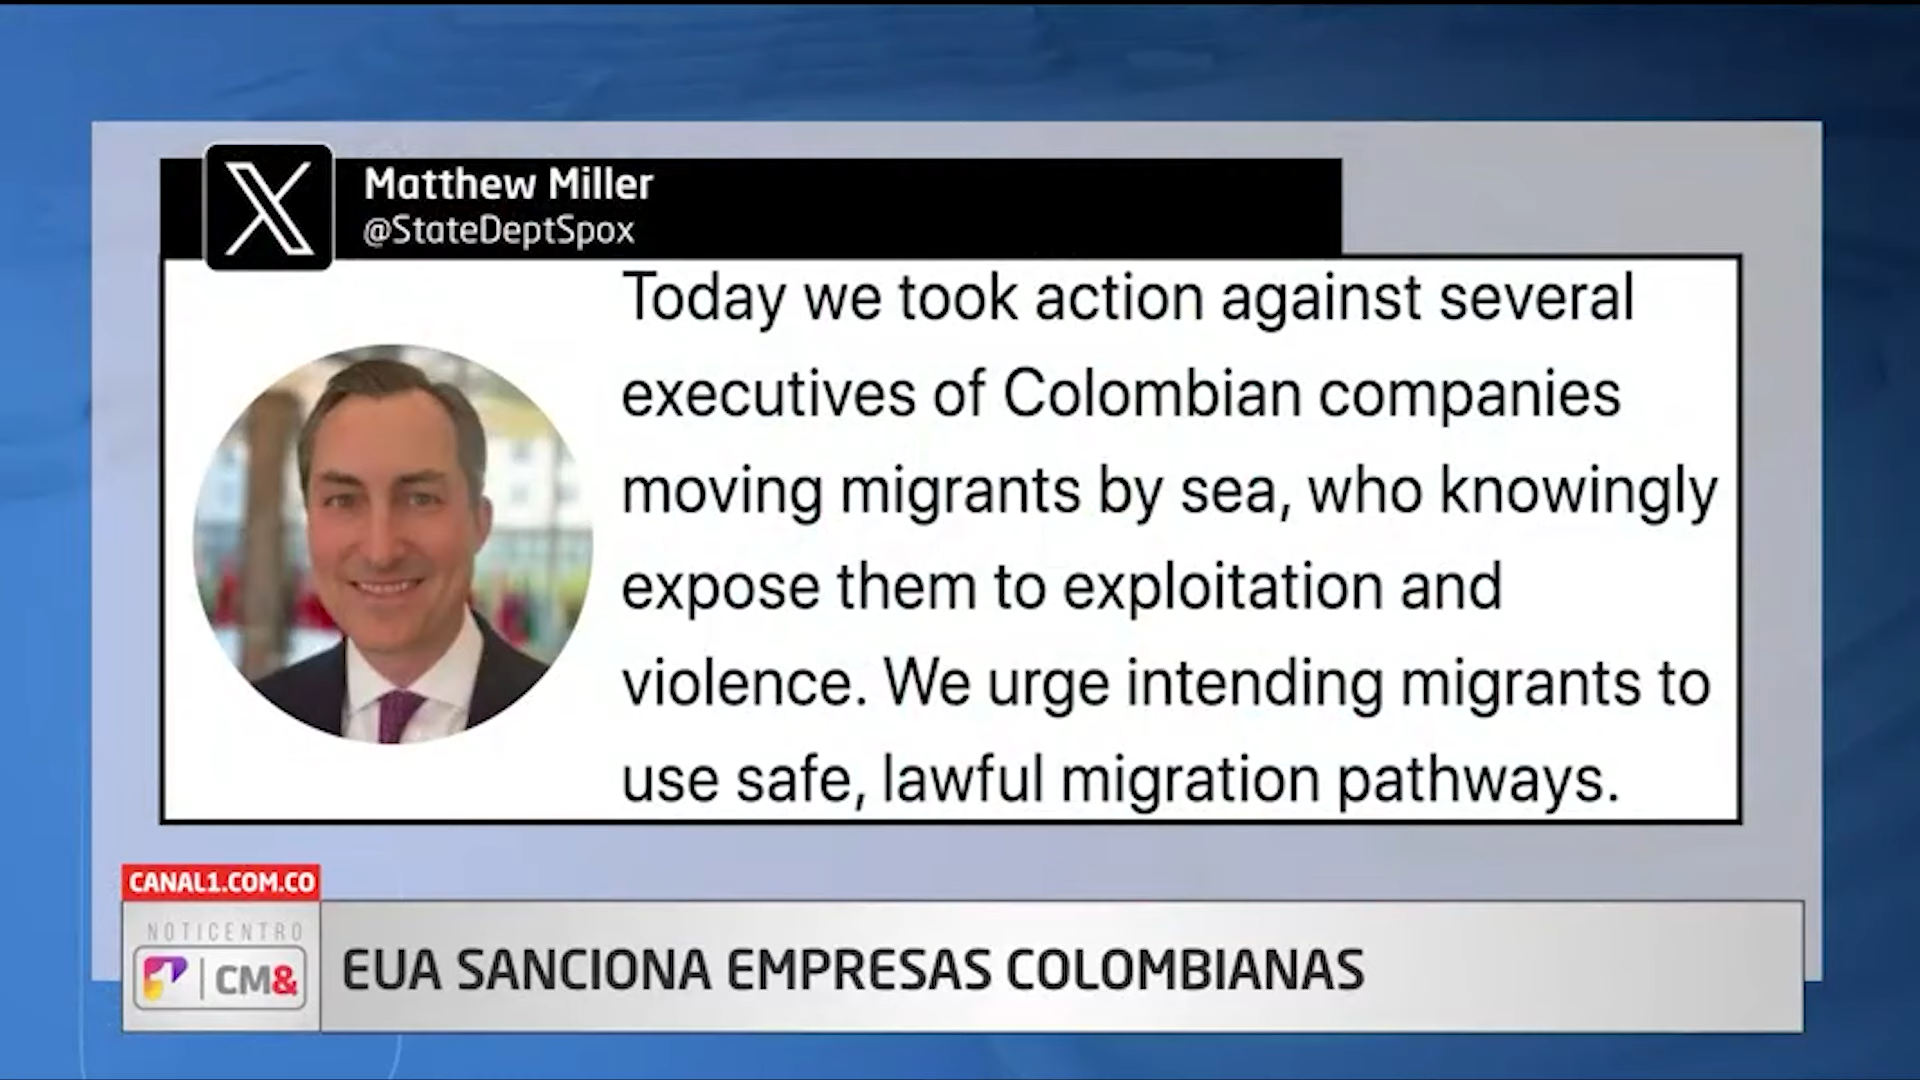 Matthew Miller
@StateDeptSpox
Today we took action against several
executives of Colombian companies
moving migrants by sea, who knowingly
expose them to exploitation and
violence. We urge intending migrants to
use safe, lawful migration pathways.
CANAL1.COM.CO
NOTICENTRO
1 | CM&
EUA SANCIONA EMPRESAS COLOMBIANAS